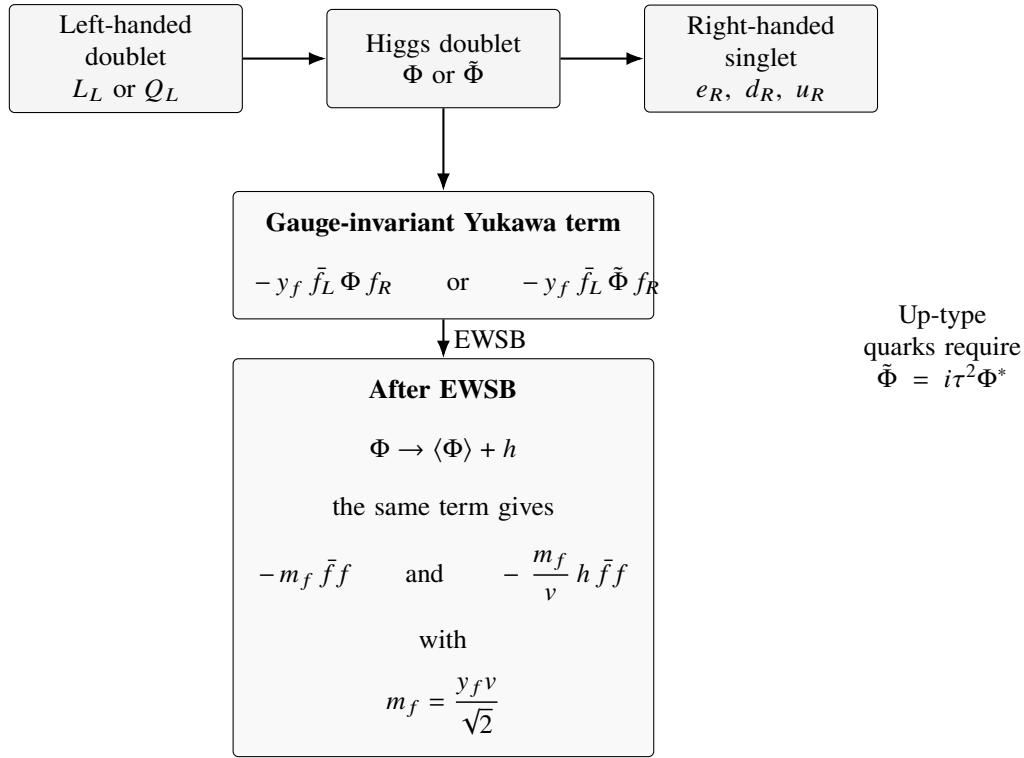 Left-handed
doublet
L_L or Q_L
Higgs doublet
Φ or Φ̃
Right-handed
singlet
e_R, d_R, u_R
Gauge-invariant Yukawa term
− y_f f̄_L Φ f_R or − y_f f̄_L Φ̃ f_R
EWSB
Up-type
quarks require
Φ̃ = iτ²Φ*
After EWSB
Φ → ⟨Φ⟩ + h
the same term gives
− m_f f̄ f and − m_f/v h f̄ f
with
m_f = y_f v/√2